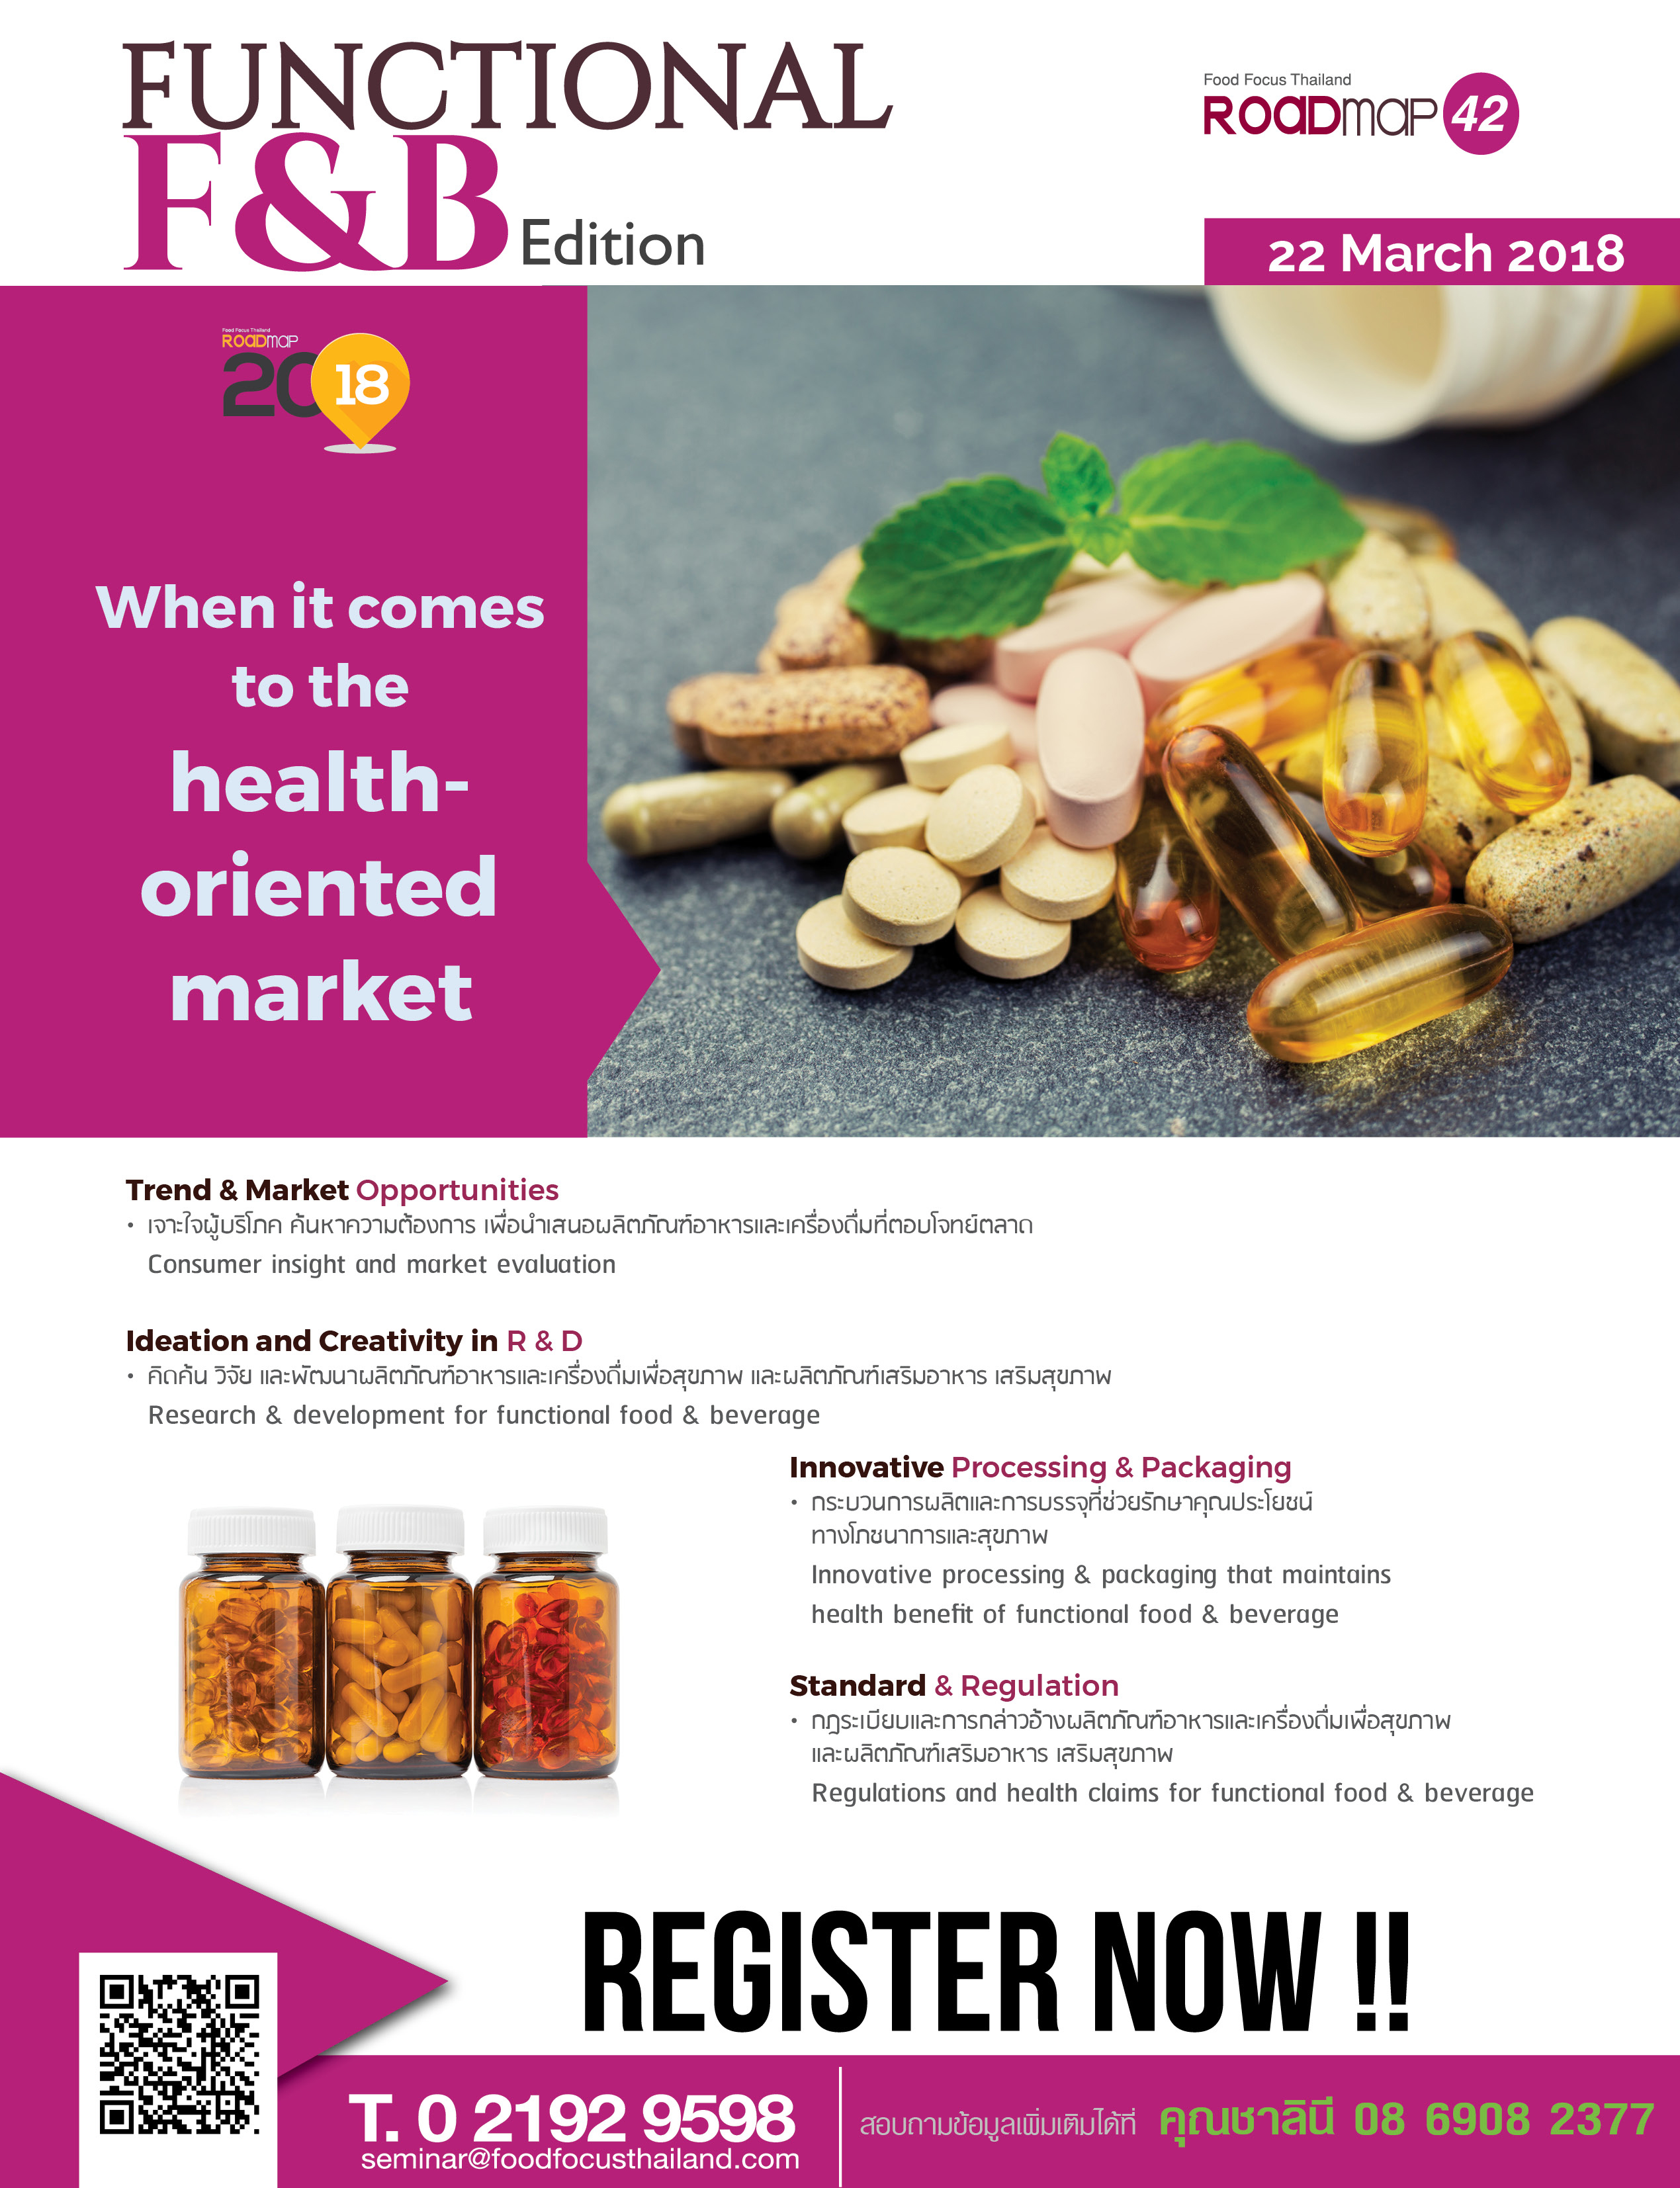 FUNCTIONAL
F&B Edition
Food Focus Thailand
ROADMAP 42
22 March 2018
Food Focus Thailand
ROADMAP
2018
When it comes
to the
health-
oriented
market
Trend & Market Opportunities
• เจาะใจผู้บริโภค ค้นหาความต้องการ เพื่อนำเสนอผลิตภัณฑ์อาหารและเครื่องดื่มที่ตอบโจทย์ตลาด
Consumer insight and market evaluation
Ideation and Creativity in R & D
• คิดค้น วิจัย และพัฒนาผลิตภัณฑ์อาหารและเครื่องดื่มเพื่อสุขภาพ และผลิตภัณฑ์เสริมอาหาร เสริมสุขภาพ
Research & development for functional food & beverage
Innovative Processing & Packaging
• กระบวนการผลิตและการบรรจุที่ช่วยรักษาคุณประโยชน์
ทางโภชนาการและสุขภาพ
Innovative processing & packaging that maintains
health benefit of functional food & beverage
Standard & Regulation
• กฎระเบียบและการกล่าวอ้างผลิตภัณฑ์อาหารและเครื่องดื่มเพื่อสุขภาพ
และผลิตภัณฑ์เสริมอาหาร เสริมสุขภาพ
Regulations and health claims for functional food & beverage
REGISTER NOW !!
T. 0 2192 9598
seminar@foodfocusthailand.com
สอบถามข้อมูลเพิ่มเติมได้ที่ คุณชาลินี 08 6908 2377